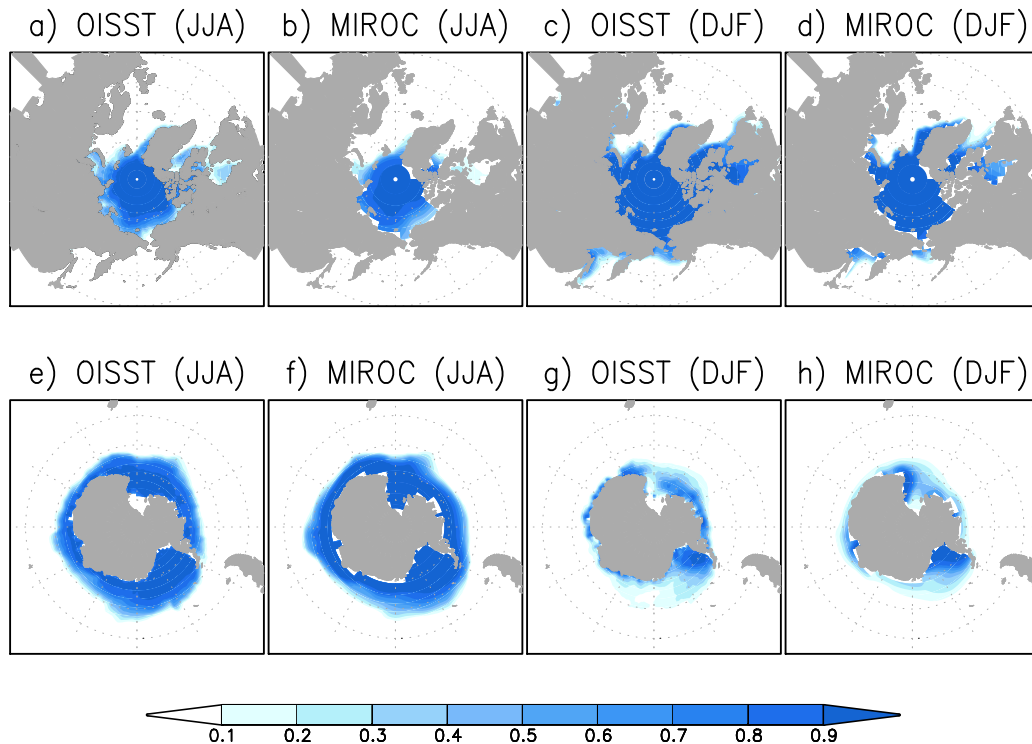 a) OISST (JJA) b) MIROC (JJA) c) OISST (DJF) d) MIROC (DJF)
e) OISST (JJA) f) MIROC (JJA) g) OISST (DJF) h) MIROC (DJF)
0.1 0.2 0.3 0.4 0.5 0.6 0.7 0.8 0.9